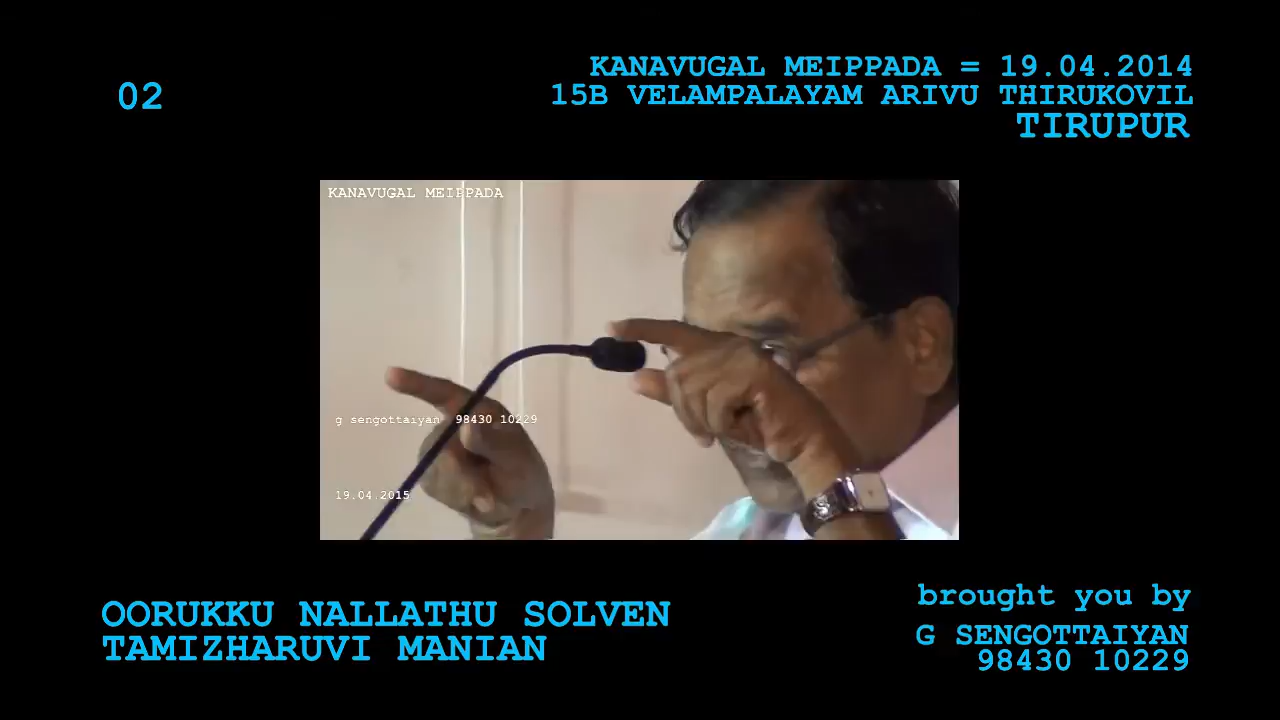 02
KANAVUGAL MEIPPADA = 19.04.2014
15B VELAMPALAYAM ARIVU THIRUKOVIL
TIRUPUR
KANAVUGAL MEIPPADA
g sengottaiyan 98430 10229
19.04.2015
OORUKKU NALLATHU SOLVEN
TAMIZHARUVI MANIAN
brought you by
G SENGOTTAIYAN
98430 10229